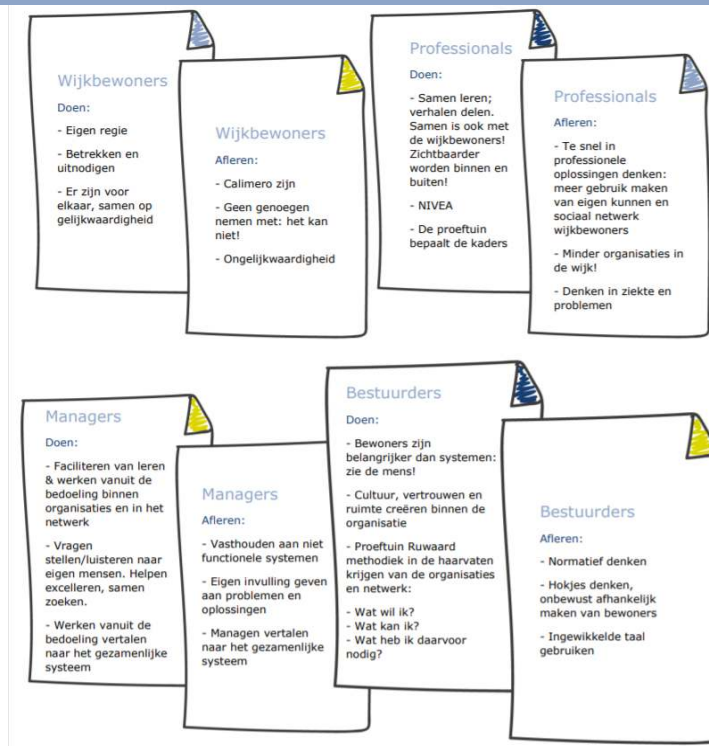 Wijkbewoners
Doen:
- Eigen regie
- Betrekken en
uitnodigen
- Er zijn voor
elkaar, samen op
gelijkwaardigheid
Wijkbewoners
Afleren:
- Calimero zijn
- Geen genoegen
nemen met: het kan
niet!
- Ongelijkwaardigheid
Professionals
Doen:
- Samen leren;
verhalen delen.
Samen is ook met
de wijkbewoners!
Zichtbaarder
worden binnen en
buiten!
- NIVEA
- De proeftuin
bepaalt de kaders
Professionals
Afleren:
- Te snel in
professionele
oplossingen denken:
meer gebruik maken
van eigen kunnen en
sociaal netwerk
wijkbewoners
- Minder organisaties in
de wijk!
- Denken in ziekte en
problemen
Managers
Doen:
- Faciliteren van leren
& werken vanuit de
bedoeling binnen
organisaties en in het
netwerk
- Vragen
stellen/luisteren naar
eigen mensen. Helpen
excelleren, samen
zoeken.
- Werken vanuit de
bedoeling vertalen
naar het gezamenlijke
systeem
Managers
Afleren:
- Vasthouden aan niet
functionele systemen
- Eigen invulling geven
aan problemen en
oplossingen
- Managen vertalen
naar het gezamenlijke
systeem
Bestuurders
Doen:
- Bewoners zijn
belangrijker dan systemen:
zie de mens!
- Cultuur, vertrouwen en
ruimte creëren binnen de
organisatie
- Proeftuin Ruwaard
methodiek in de haarvaten
krijgen van de organisaties
en netwerk:
- Wat wil ik?
- Wat kan ik?
- Wat heb ik daarvoor
nodig?
Bestuurders
Afleren:
- Normatief denken
- Hokjes denken,
onbewust afhankelijk
maken van bewoners
- Ingewikkelde taal
gebruiken